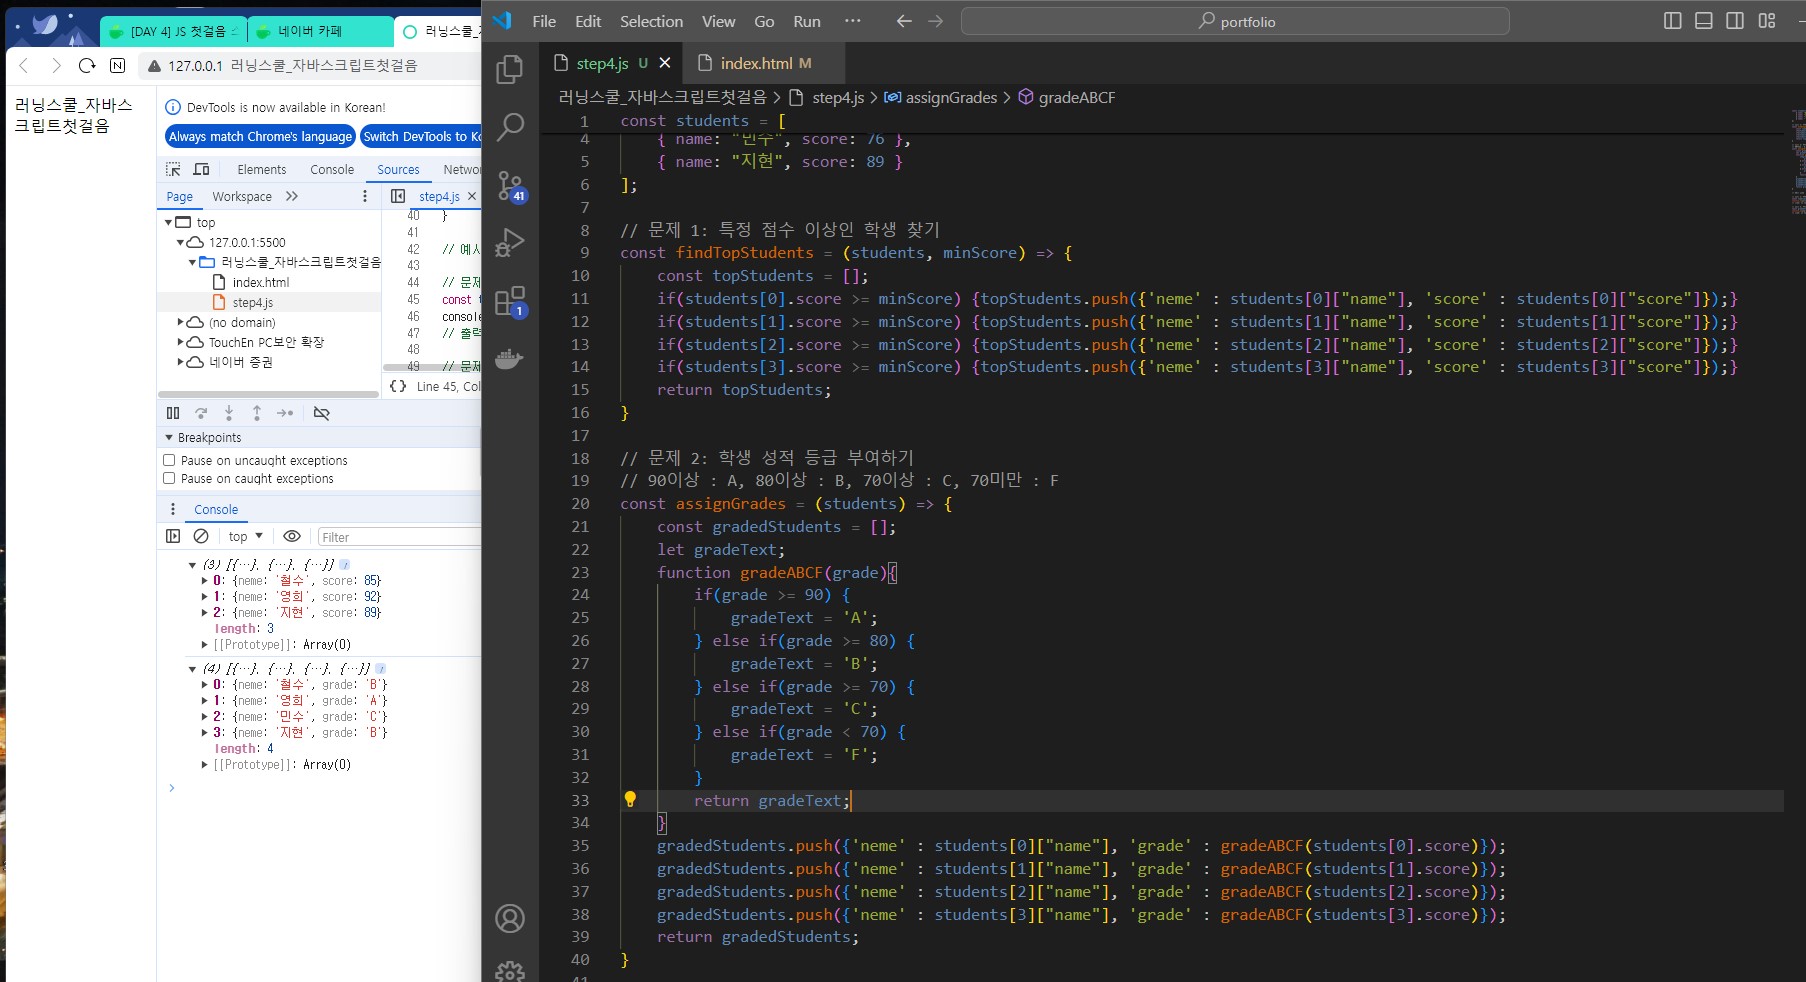 [DAY 4] JS 첫걸음
네이버 카페
러닝스쿨_
127.0.0.1 러닝스쿨_자바스크립트첫걸음
러닝스쿨_자바스
크립트첫걸음
DevTools is now available in Korean!
Always match Chrome's language
Switch DevTools to Ko
Elements Console Sources Netwo
Page Workspace
step4.js
top
127.0.0.1:5500
러닝스쿨_자바스크립트첫걸음
index.html
step4.js
(no domain)
TouchEn PC보안 확장
네이버 증권
40 }
41
42 // 예시
43
44 // 문제
45 const t
46 consol
47 // 출력
48
49 // 문제
{} Line 45, Col
Breakpoints
Pause on uncaught exceptions
Pause on caught exceptions
Console
top Filter
(3) [{…}, {…}, {…}]
0: {neme: '철수', score: 85}
1: {neme: '영희', score: 92}
2: {neme: '지현', score: 89}
length: 3
[[Prototype]]: Array(0)
(4) [{…}, {…}, {…}, {…}]
0: {neme: '철수', grade: 'B'}
1: {neme: '영희', grade: 'A'}
2: {neme: '민수', grade: 'C'}
3: {neme: '지현', grade: 'B'}
length: 4
[[Prototype]]: Array(0)
File Edit Selection View Go Run ···
portfolio
step4.js U
index.html M
러닝스쿨_자바스크립트첫걸음 > step4.js > assignGrades > gradeABCF
41
1
1 const students = [
4 { name: "민수", score: 76 },
5 { name: "지현", score: 89 }
6 ];
7
8 // 문제 1: 특정 점수 이상인 학생 찾기
9 const findTopStudents = (students, minScore) => {
10 const topStudents = [];
11 if(students[0].score >= minScore) {topStudents.push({'neme' : students[0]["name"], 'score' : students[0]["score"]});}
12 if(students[1].score >= minScore) {topStudents.push({'neme' : students[1]["name"], 'score' : students[1]["score"]});}
13 if(students[2].score >= minScore) {topStudents.push({'neme' : students[2]["name"], 'score' : students[2]["score"]});}
14 if(students[3].score >= minScore) {topStudents.push({'neme' : students[3]["name"], 'score' : students[3]["score"]});}
15 return topStudents;
16 }
17
18 // 문제 2: 학생 성적 등급 부여하기
19 // 90이상 : A, 80이상 : B, 70이상 : C, 70미만 : F
20 const assignGrades = (students) => {
21 const gradedStudents = [];
22 let gradeText;
23 function gradeABCF(grade){
24 if(grade >= 90) {
25 gradeText = 'A';
26 } else if(grade >= 80) {
27 gradeText = 'B';
28 } else if(grade >= 70) {
29 gradeText = 'C';
30 } else if(grade < 70) {
31 gradeText = 'F';
32 }
33 return gradeText;
34 }
35 gradedStudents.push({'neme' : students[0]["name"], 'grade' : gradeABCF(students[0].score)});
36 gradedStudents.push({'neme' : students[1]["name"], 'grade' : gradeABCF(students[1].score)});
37 gradedStudents.push({'neme' : students[2]["name"], 'grade' : gradeABCF(students[2].score)});
38 gradedStudents.push({'neme' : students[3]["name"], 'grade' : gradeABCF(students[3].score)});
39 return gradedStudents;
40 }
41